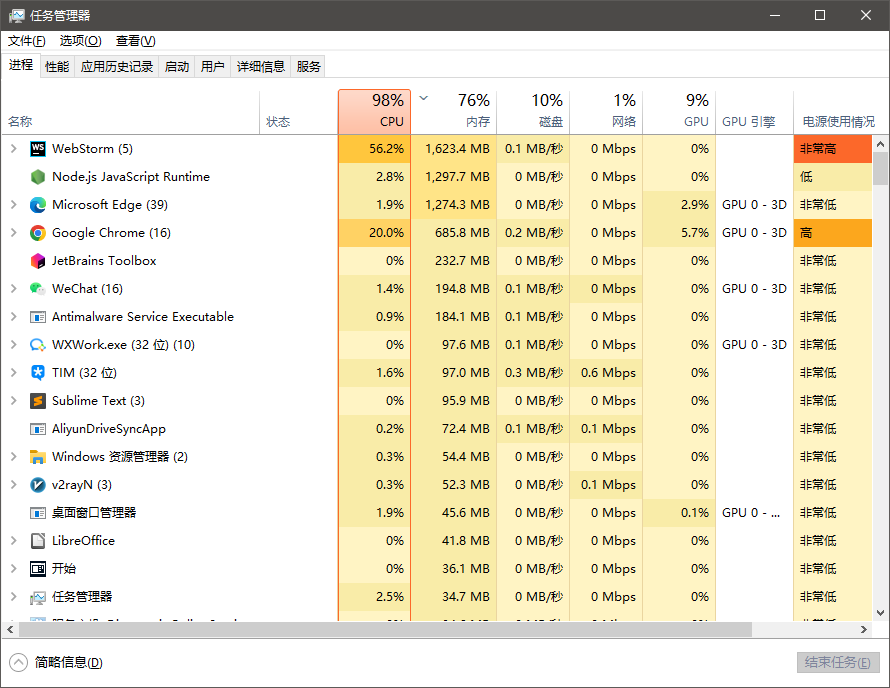 任务管理器
文件(F) 选项(O) 查看(V)
进程 性能 应用历史记录 启动 用户 详细信息 服务
98% 76% 10% 1% 9%
名称 状态 CPU 内存 磁盘 网络 GPU GPU 引擎 电源使用情况
WS WebStorm (5) 56.2% 1,623.4 MB 0.1 MB/秒 0 Mbps 0% 非常高
Node.js JavaScript Runtime 2.8% 1,297.7 MB 0 MB/秒 0 Mbps 0% 低
Microsoft Edge (39) 1.9% 1,274.3 MB 0 MB/秒 0 Mbps 2.9% GPU 0 - 3D 非常低
Google Chrome (16) 20.0% 685.8 MB 0.2 MB/秒 0 Mbps 5.7% GPU 0 - 3D 高
JetBrains Toolbox 0% 232.7 MB 0 MB/秒 0 Mbps 0% 非常低
WeChat (16) 1.4% 194.8 MB 0.1 MB/秒 0 Mbps 0% GPU 0 - 3D 非常低
Antimalware Service Executable 0.9% 184.1 MB 0.1 MB/秒 0 Mbps 0% 非常低
WXWork.exe (32 位) (10) 0% 97.6 MB 0.1 MB/秒 0 Mbps 0% GPU 0 - 3D 非常低
TIM (32 位) 1.6% 97.0 MB 0.3 MB/秒 0.6 Mbps 0% 非常低
Sublime Text (3) 0% 95.9 MB 0 MB/秒 0 Mbps 0% 非常低
AliyunDriveSyncApp 0.2% 72.4 MB 0.1 MB/秒 0.1 Mbps 0% 非常低
Windows 资源管理器 (2) 0.3% 54.4 MB 0 MB/秒 0 Mbps 0% 非常低
v2rayN (3) 0.3% 52.3 MB 0 MB/秒 0.1 Mbps 0% 非常低
桌面窗口管理器 1.9% 45.6 MB 0 MB/秒 0 Mbps 0.1% GPU 0 - ... 非常低
LibreOffice 0% 41.8 MB 0 MB/秒 0 Mbps 0% 非常低
开始 0% 36.1 MB 0 MB/秒 0 Mbps 0% 非常低
任务管理器 2.5% 34.7 MB 0 MB/秒 0 Mbps 0% 非常低
简略信息(D) 结束任务(E)